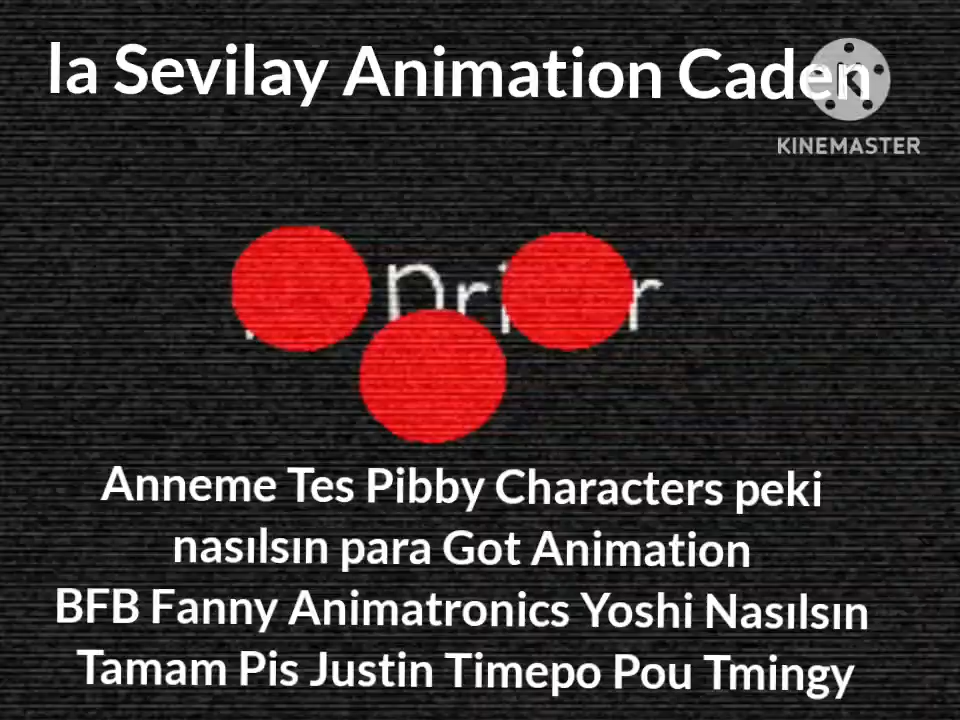 la Sevilay Animation Caden
KINEMASTER
Anneme Tes Pibby Characters peki
nasılsın para Got Animation
BFB Fanny Animatronics Yoshi Nasılsın
Tamam Pis Justin Timepo Pou Tmingy